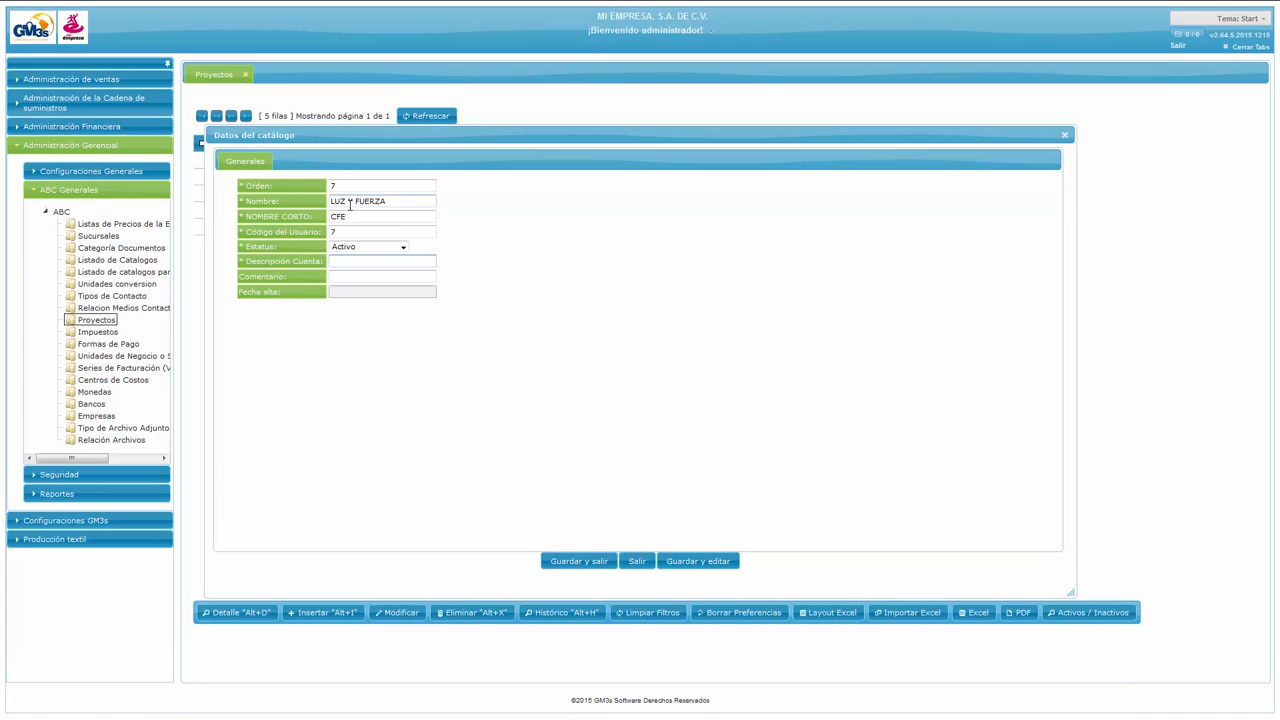 GM3s
empresa
MI EMPRESA, S.A. DE C.V.
¡Bienvenido administrador!
Tema: Start
0 / 0
v2.64.5.2015.1215
Salir
Cerrar Tabs
Administración de ventas
Administración de la Cadena de
suministros
Administración Financiera
Administración Gerencial
Configuraciones Generales
ABC Generales
ABC
Listas de Precios de la E
Sucursales
Categoría Documentos
Listado de Catalogos
Listado de catalogos par
Unidades conversion
Tipos de Contacto
Relacion Medios Contact
Proyectos
Impuestos
Formas de Pago
Unidades de Negocio o S
Series de Facturación (V
Centros de Costos
Monedas
Bancos
Empresas
Tipo de Archivo Adjunto
Relación Archivos
Seguridad
Reportes
Configuraciones GM3s
Producción textil
Proyectos
[ 5 filas ] Mostrando página 1 de 1
Refrescar
Datos del catálogo
Generales
* Orden: 7
* Nombre: LUZ Y FUERZA
* NOMBRE CORTO: CFE
* Código del Usuario: 7
* Estatus: Activo
* Descripción Cuenta:
Comentario:
Fecha alta:
Guardar y salir
Salir
Guardar y editar
Detalle "Alt+D"
Insertar "Alt+I"
Modificar
Eliminar "Alt+X"
Histórico "Alt+H"
Limpiar Filtros
Borrar Preferencias
Layout Excel
Importar Excel
Excel
PDF
Activos / Inactivos
©2015 GM3s Software Derechos Reservados